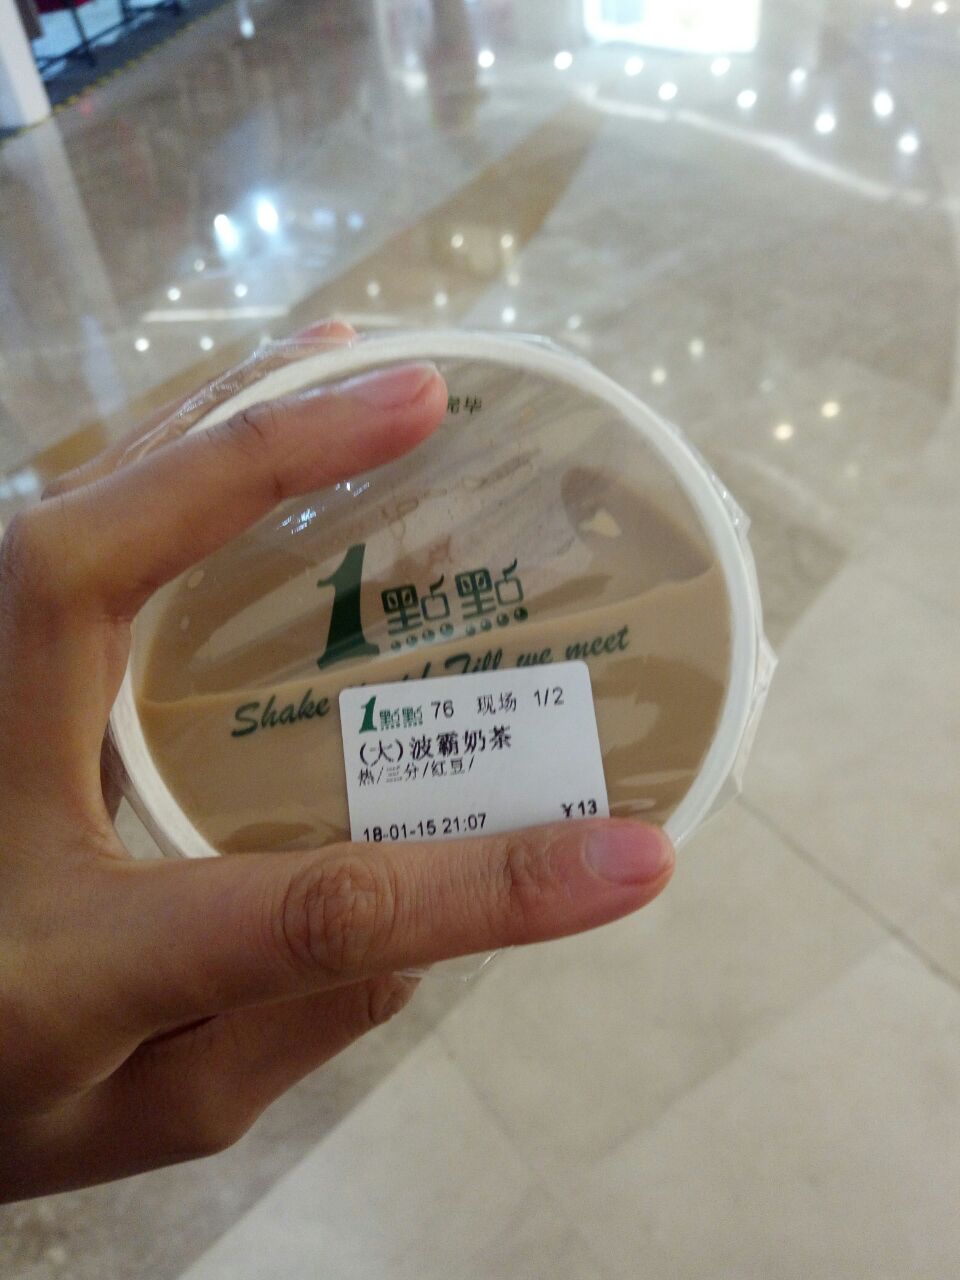 1點點
Shake Till we meet
1點點 76 现场 1/2
(大)波霸奶茶
热/三分/红豆/
18-01-15 21:07 ¥13